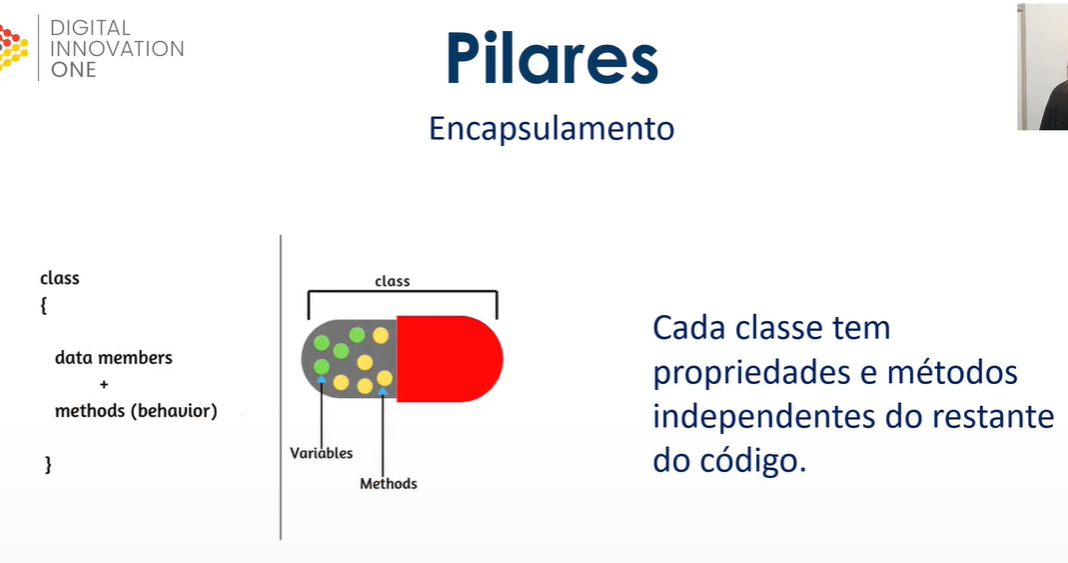 DIGITAL
INNOVATION
ONE
Pilares
Encapsulamento
class
{
data members
+
methods (behavior)
}
class
Variables
Methods
Cada classe tem
propriedades e métodos
independentes do restante
do código.